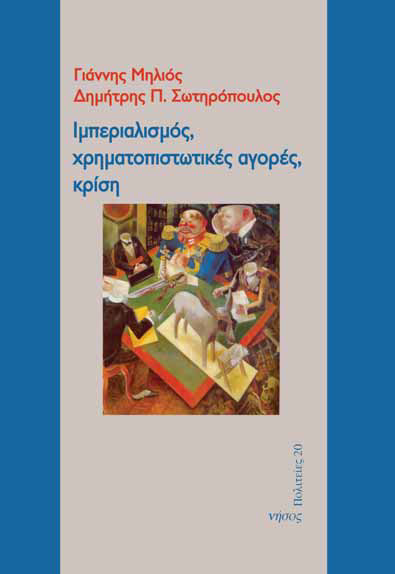 Γιάννης Μηλιός
Δημήτρης Π. Σωτηρόπουλος
Ιμπεριαλισμός,
χρηματοπιστωτικές αγορές,
κρίση
Πολιτείες 20
νήσος